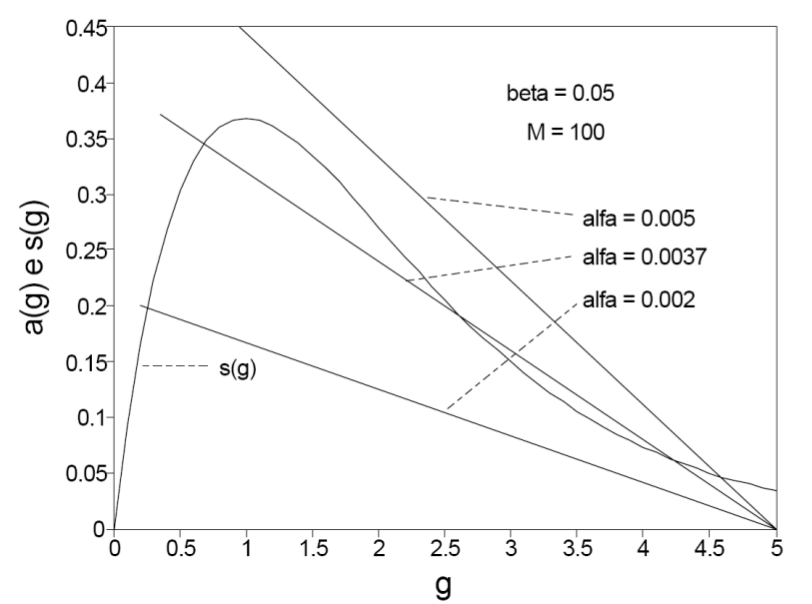 0.45
0.4
0.35
0.3
0.25
0.2
0.15
0.1
0.05
0
a(g) e s(g)
beta = 0.05
M = 100
alfa = 0.005
alfa = 0.0037
alfa = 0.002
s(g)
0 0.5 1 1.5 2 2.5 3 3.5 4 4.5 5
g